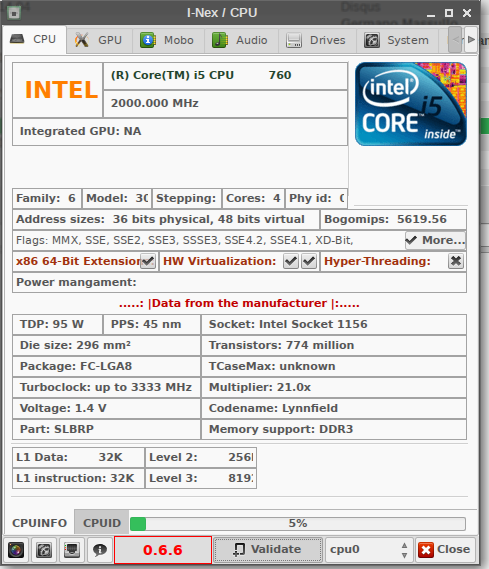 Disqus
I-Nex / CPU
CPU GPU Mobo Audio Drives System
INTEL
(R) Core(TM) i5 CPU 760
2000.000 MHz
Integrated GPU: NA
intel
CORE i5
inside™
Family: 6 Model: 30 Stepping: Cores: 4 Phy id:
Address sizes: 36 bits physical, 48 bits virtual Bogomips: 5619.56
Flags: MMX, SSE, SSE2, SSE3, SSSE3, SSE4.2, SSE4.1, XD-Bit, More...
x86 64-Bit Extension HW Virtualization: Hyper-Threading:
Power mangament:
.....: |Data from the manufacturer |:.....
TDP: 95 W PPS: 45 nm Socket: Intel Socket 1156
Die size: 296 mm² Transistors: 774 million
Package: FC-LGA8 TCaseMax: unknown
Turboclock: up to 3333 MHz Multiplier: 21.0x
Voltage: 1.4 V Codename: Lynnfield
Part: SLBRP Memory support: DDR3
L1 Data: 32K Level 2: 256
L1 instruction: 32K Level 3: 819
CPUINFO CPUID 5%
0.6.6 Validate cpu0 Close